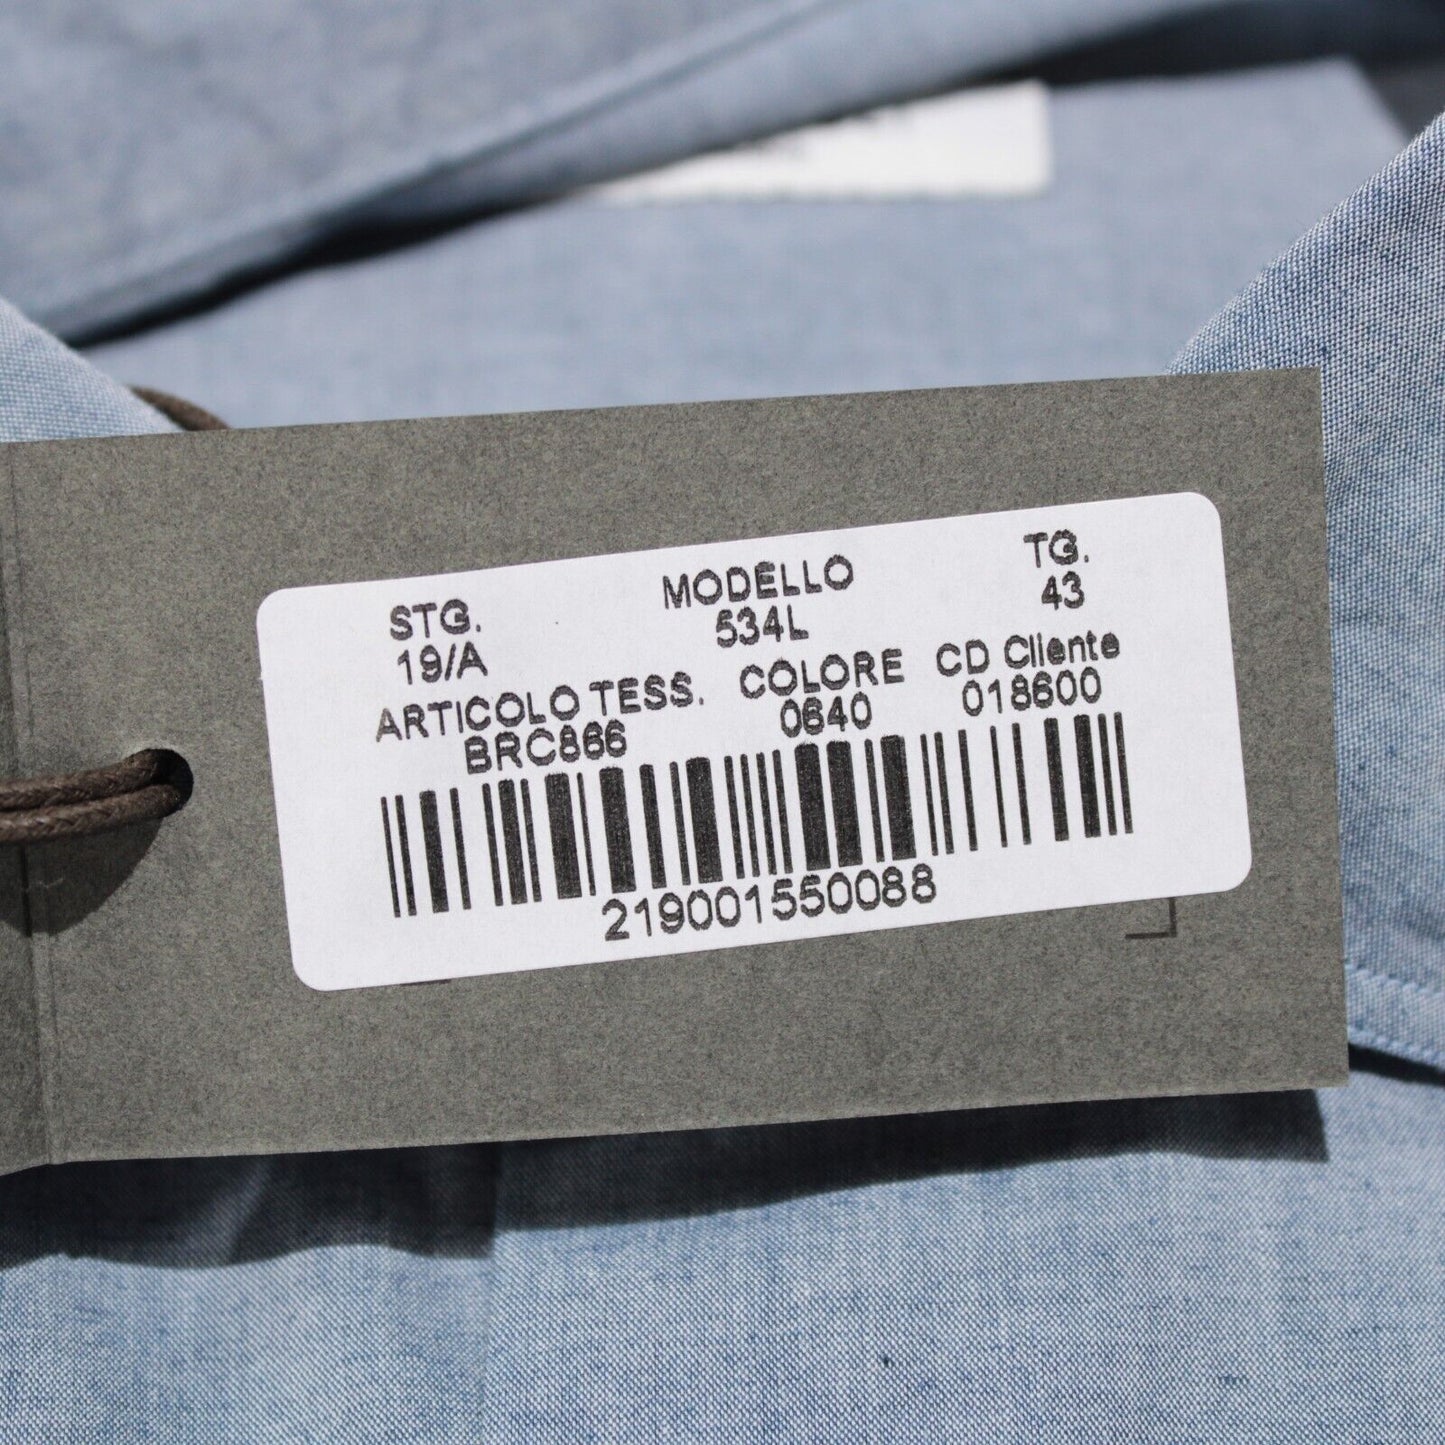 STG. MODELLO TG.
19/A 534L 43
ARTICOLO TESS. COLORE CD Cliente
BRC866 0640 018600
219001550088